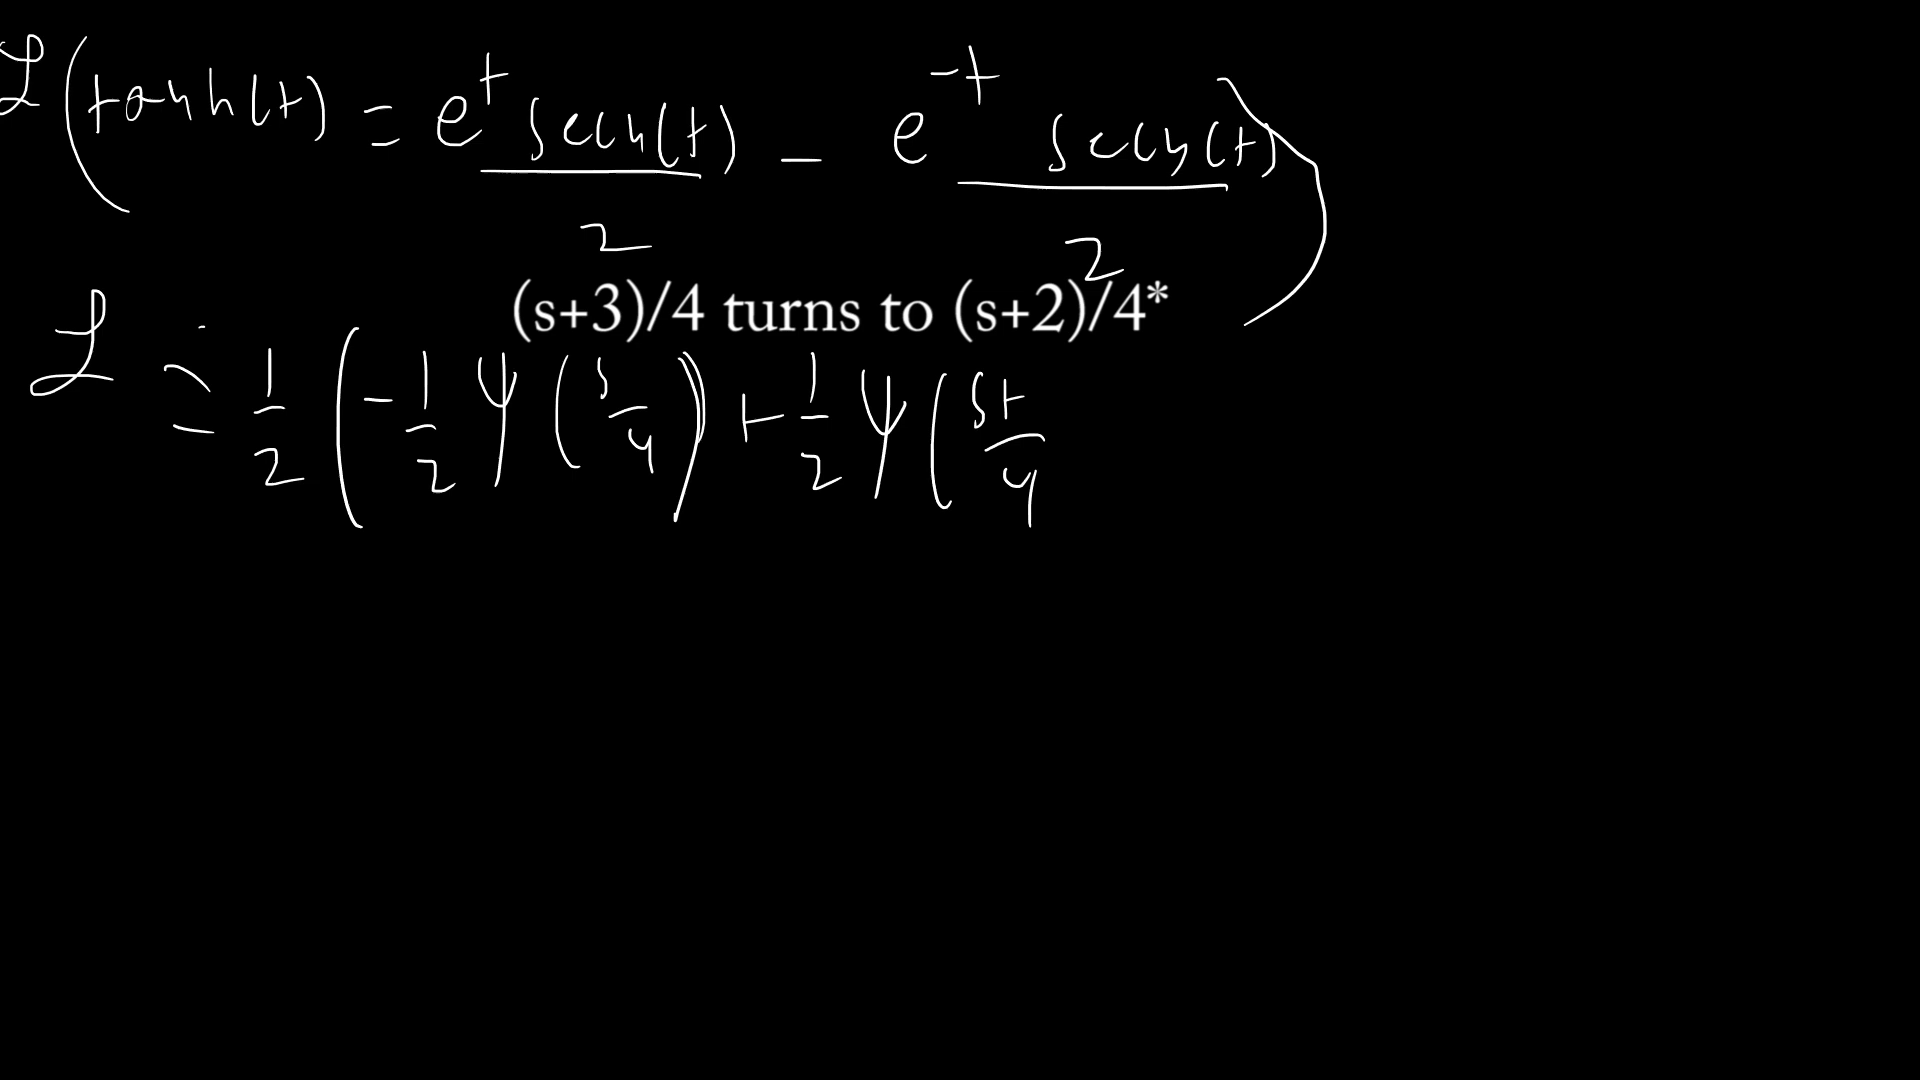 ℒ(tanh(t) = e^t sech(t)/2 − e^−t sech(t)/2)
(s+3)/4 turns to (s+2)/4*
ℒ = 1/2 (−1/2 ψ(s/4)) + 1/2 ψ(s+/4